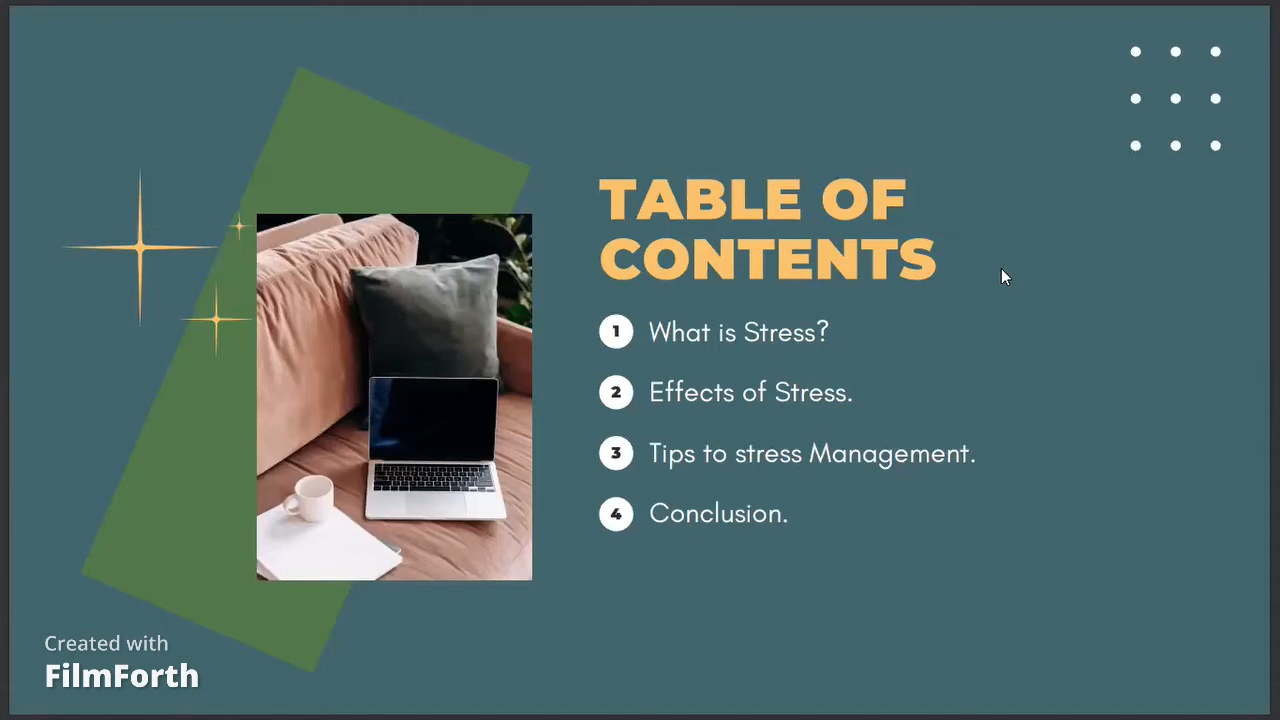 TABLE OF
CONTENTS
1 What is Stress?
2 Effects of Stress.
3 Tips to stress Management.
4 Conclusion.
Created with
FilmForth